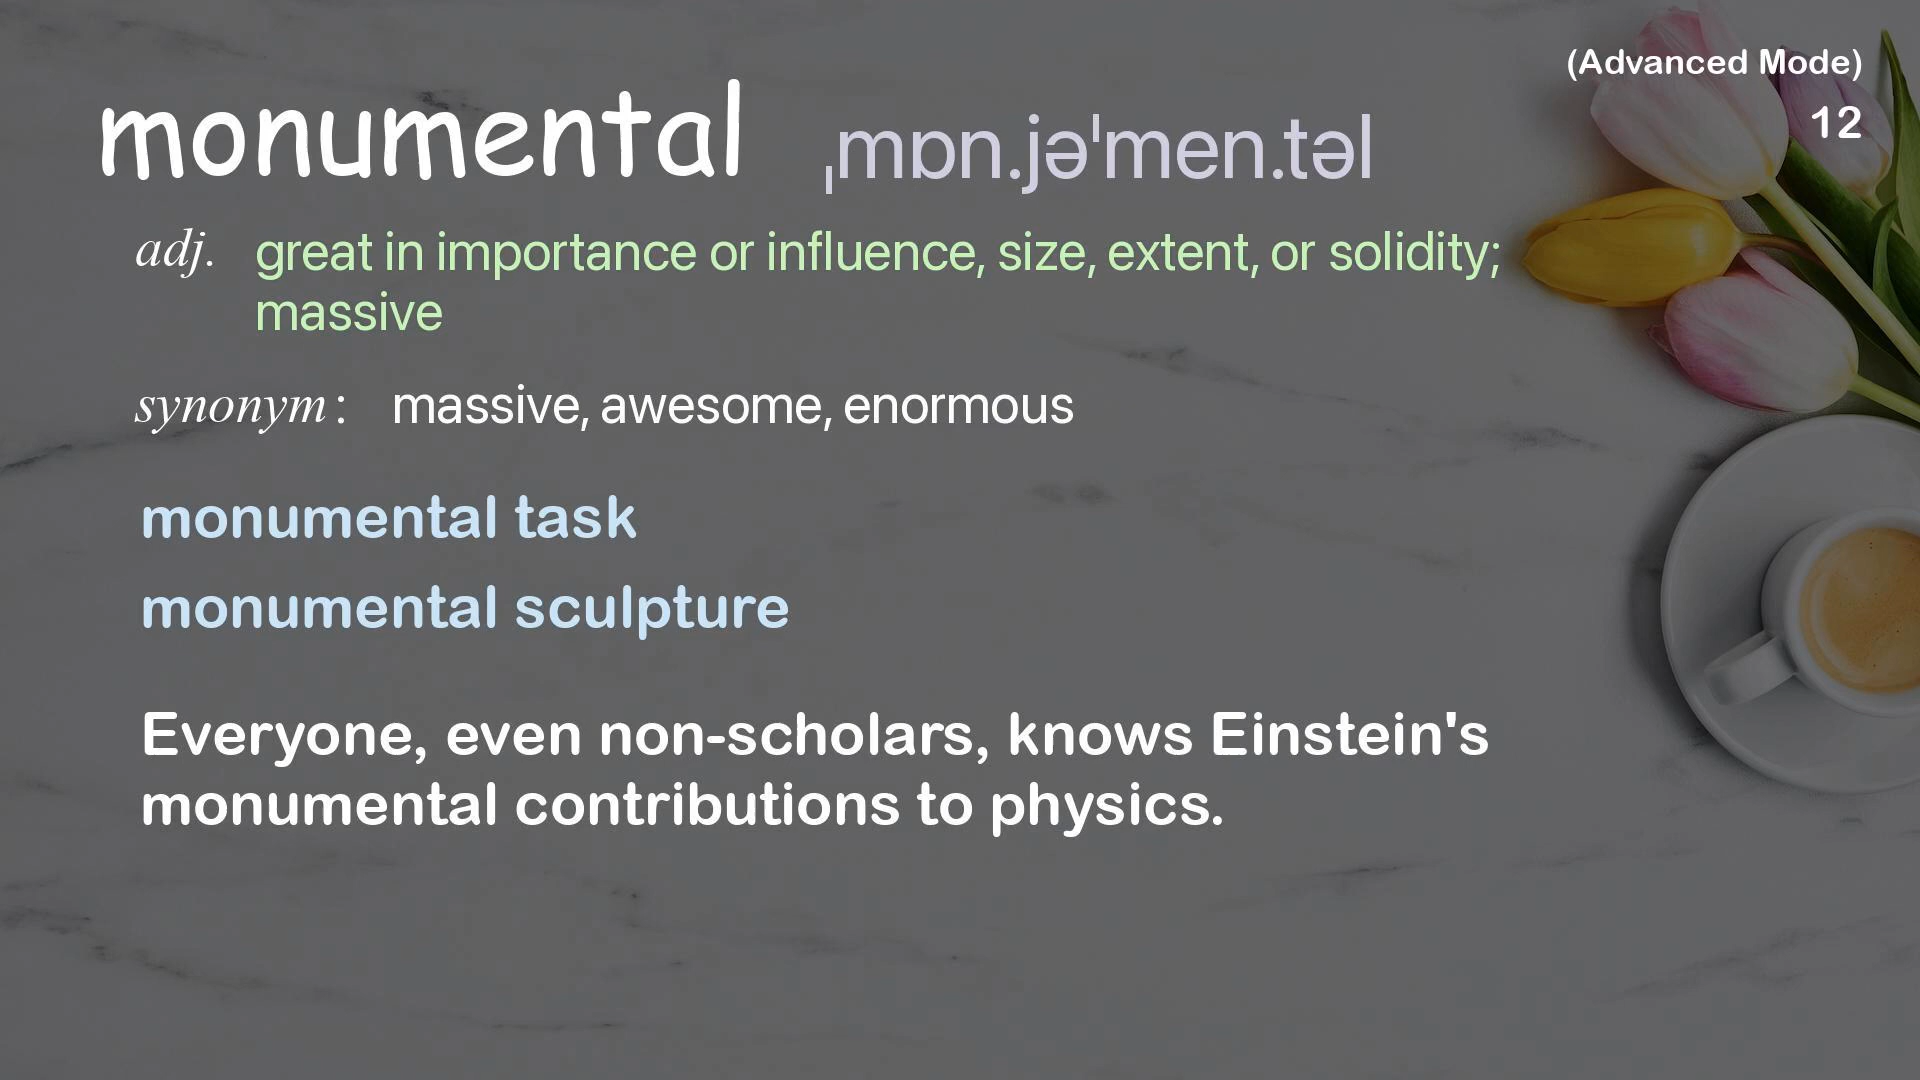 (Advanced Mode)
12
monumental ˌmɒn.jəˈmen.təl
adj. great in importance or influence, size, extent, or solidity;
massive
synonym: massive, awesome, enormous
monumental task
monumental sculpture
Everyone, even non-scholars, knows Einstein's
monumental contributions to physics.